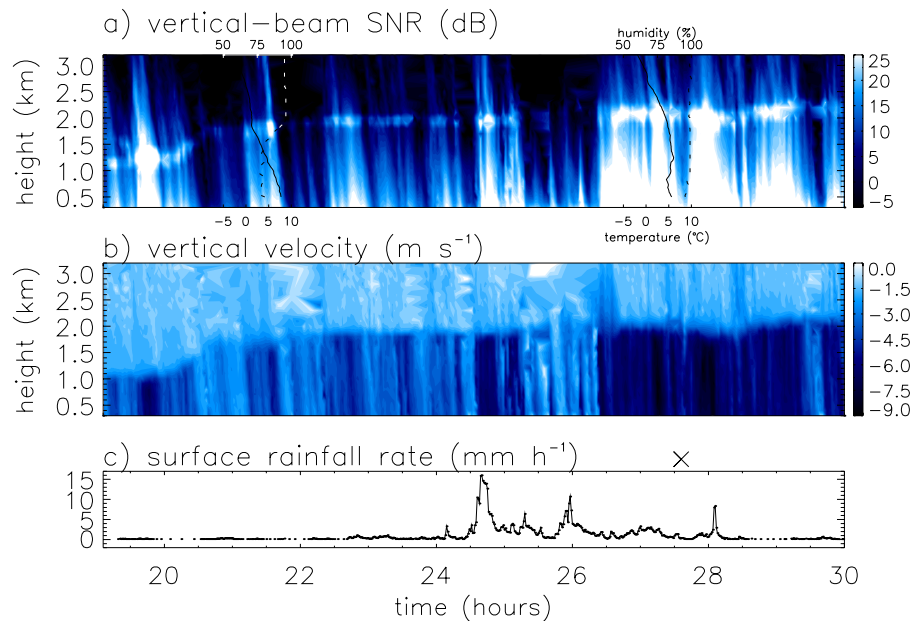 a) vertical-beam SNR (dB)
humidity (%)
50 75 100
50 75 100
height (km)
3.0
2.5
2.0
1.5
1.0
0.5
25
20
15
10
5
0
-5
-5 0 5 10
-5 0 5 10
temperature (°C)
b) vertical velocity (m s⁻¹)
height (km)
3.0
2.5
2.0
1.5
1.0
0.5
0.0
-1.5
-3.0
-4.5
-6.0
-7.5
-9.0
c) surface rainfall rate (mm h⁻¹)
15
10
5
0
20 22 24 26 28 30
time (hours)